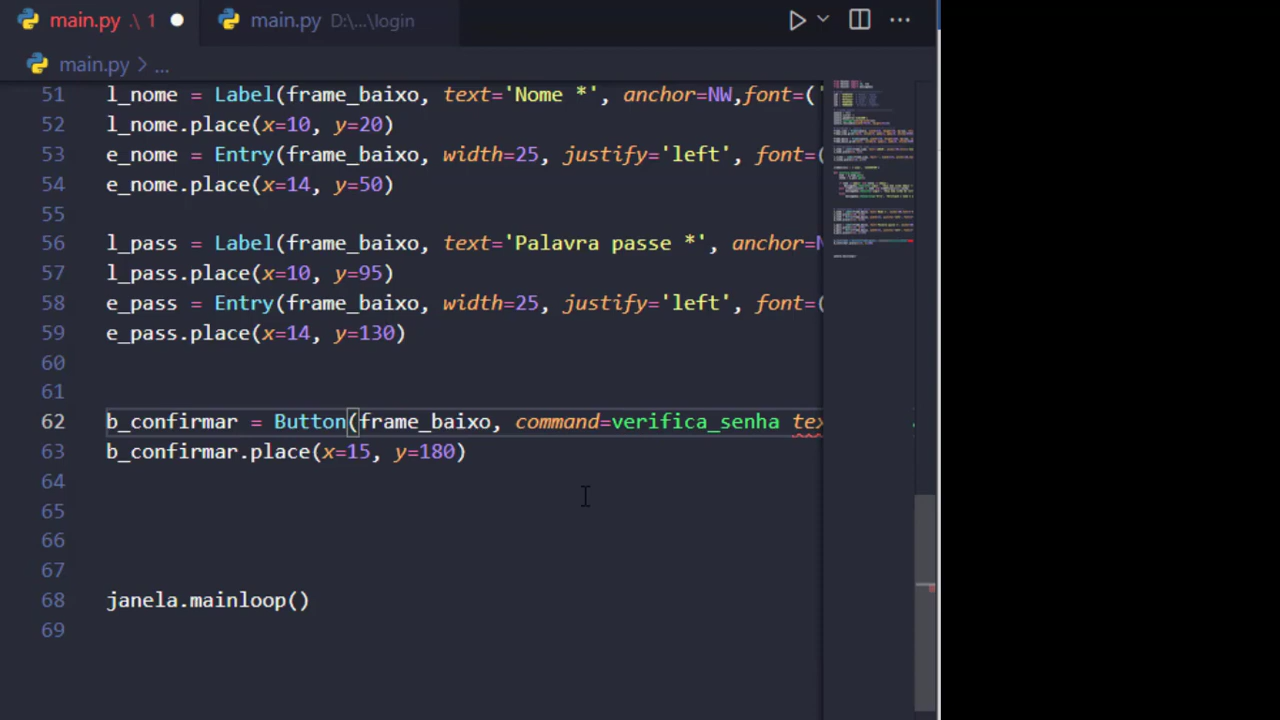 main.py .\ 1 main.py D:\...\login
main.py > ...
51 l_nome = Label(frame_baixo, text='Nome *', anchor=NW,font=('
52 l_nome.place(x=10, y=20)
53 e_nome = Entry(frame_baixo, width=25, justify='left', font=(
54 e_nome.place(x=14, y=50)
55
56 l_pass = Label(frame_baixo, text='Palavra passe *', anchor=N
57 l_pass.place(x=10, y=95)
58 e_pass = Entry(frame_baixo, width=25, justify='left', font=(
59 e_pass.place(x=14, y=130)
60
61
62 b_confirmar = Button(frame_baixo, command=verifica_senha tex
63 b_confirmar.place(x=15, y=180)
64
65
66
67
68 janela.mainloop()
69